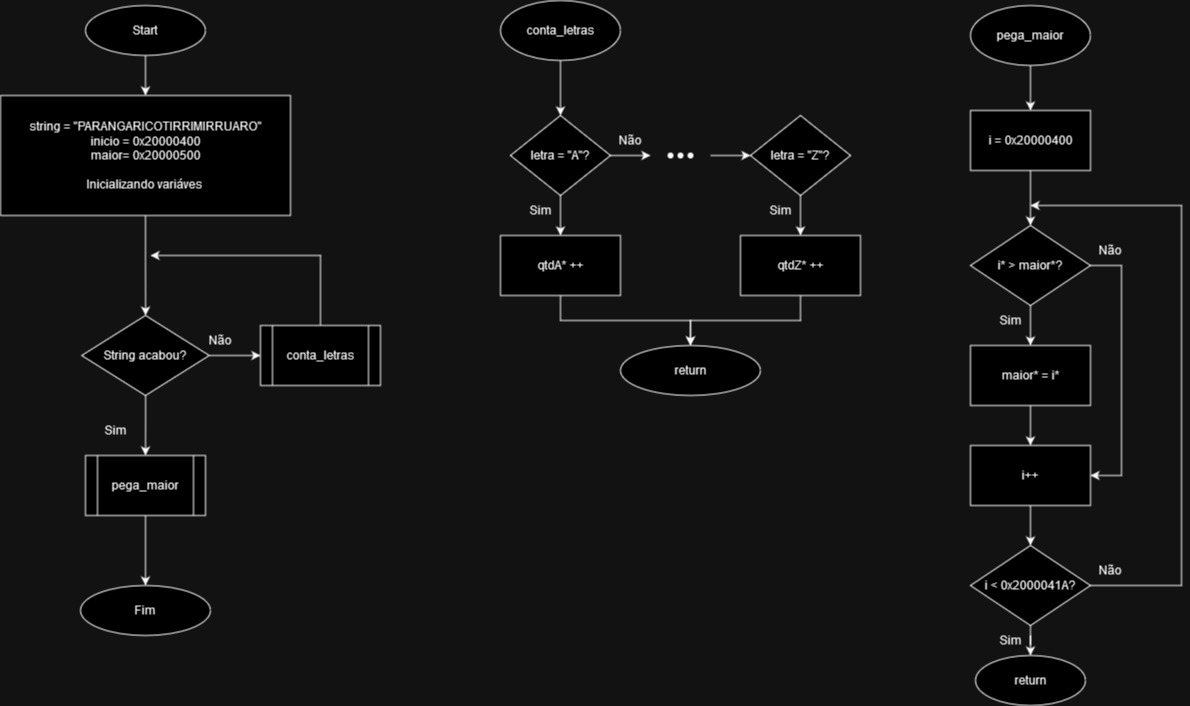 Start
string = "PARANGARICOTIRRIMIRRUARO"
inicio = 0x20000400
maior= 0x20000500
Inicializando variáves
String acabou?
Não
conta_letras
Sim
pega_maior
Fim
conta_letras
letra = "A"?
Não
•••
letra = "Z"?
Sim
Sim
qtdA* ++
qtdZ* ++
return
pega_maior
i = 0x20000400
i* > maior*?
Não
Sim
maior* = i*
i++
i < 0x2000041A?
Não
Sim
return